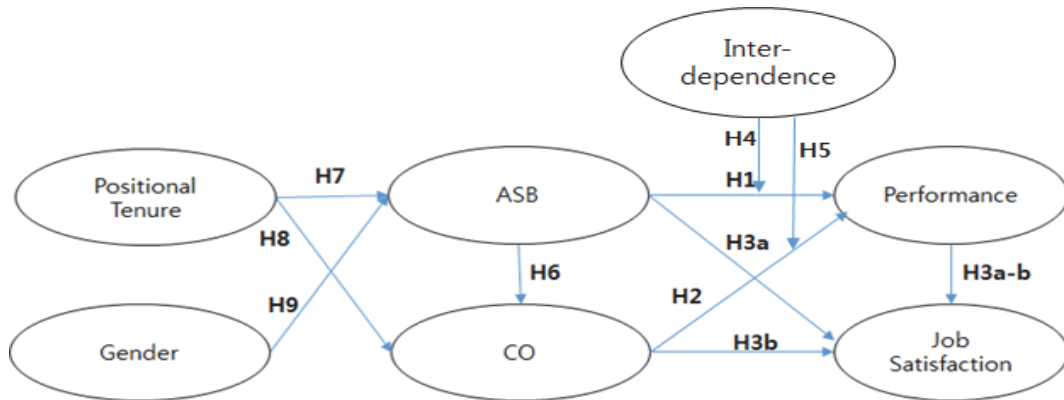 Inter-
dependence
H4
H5
Positional
Tenure
H7
ASB
H1
Performance
H8
H3a
H6
H3a-b
H9
H2
Gender
CO
H3b
Job
Satisfaction